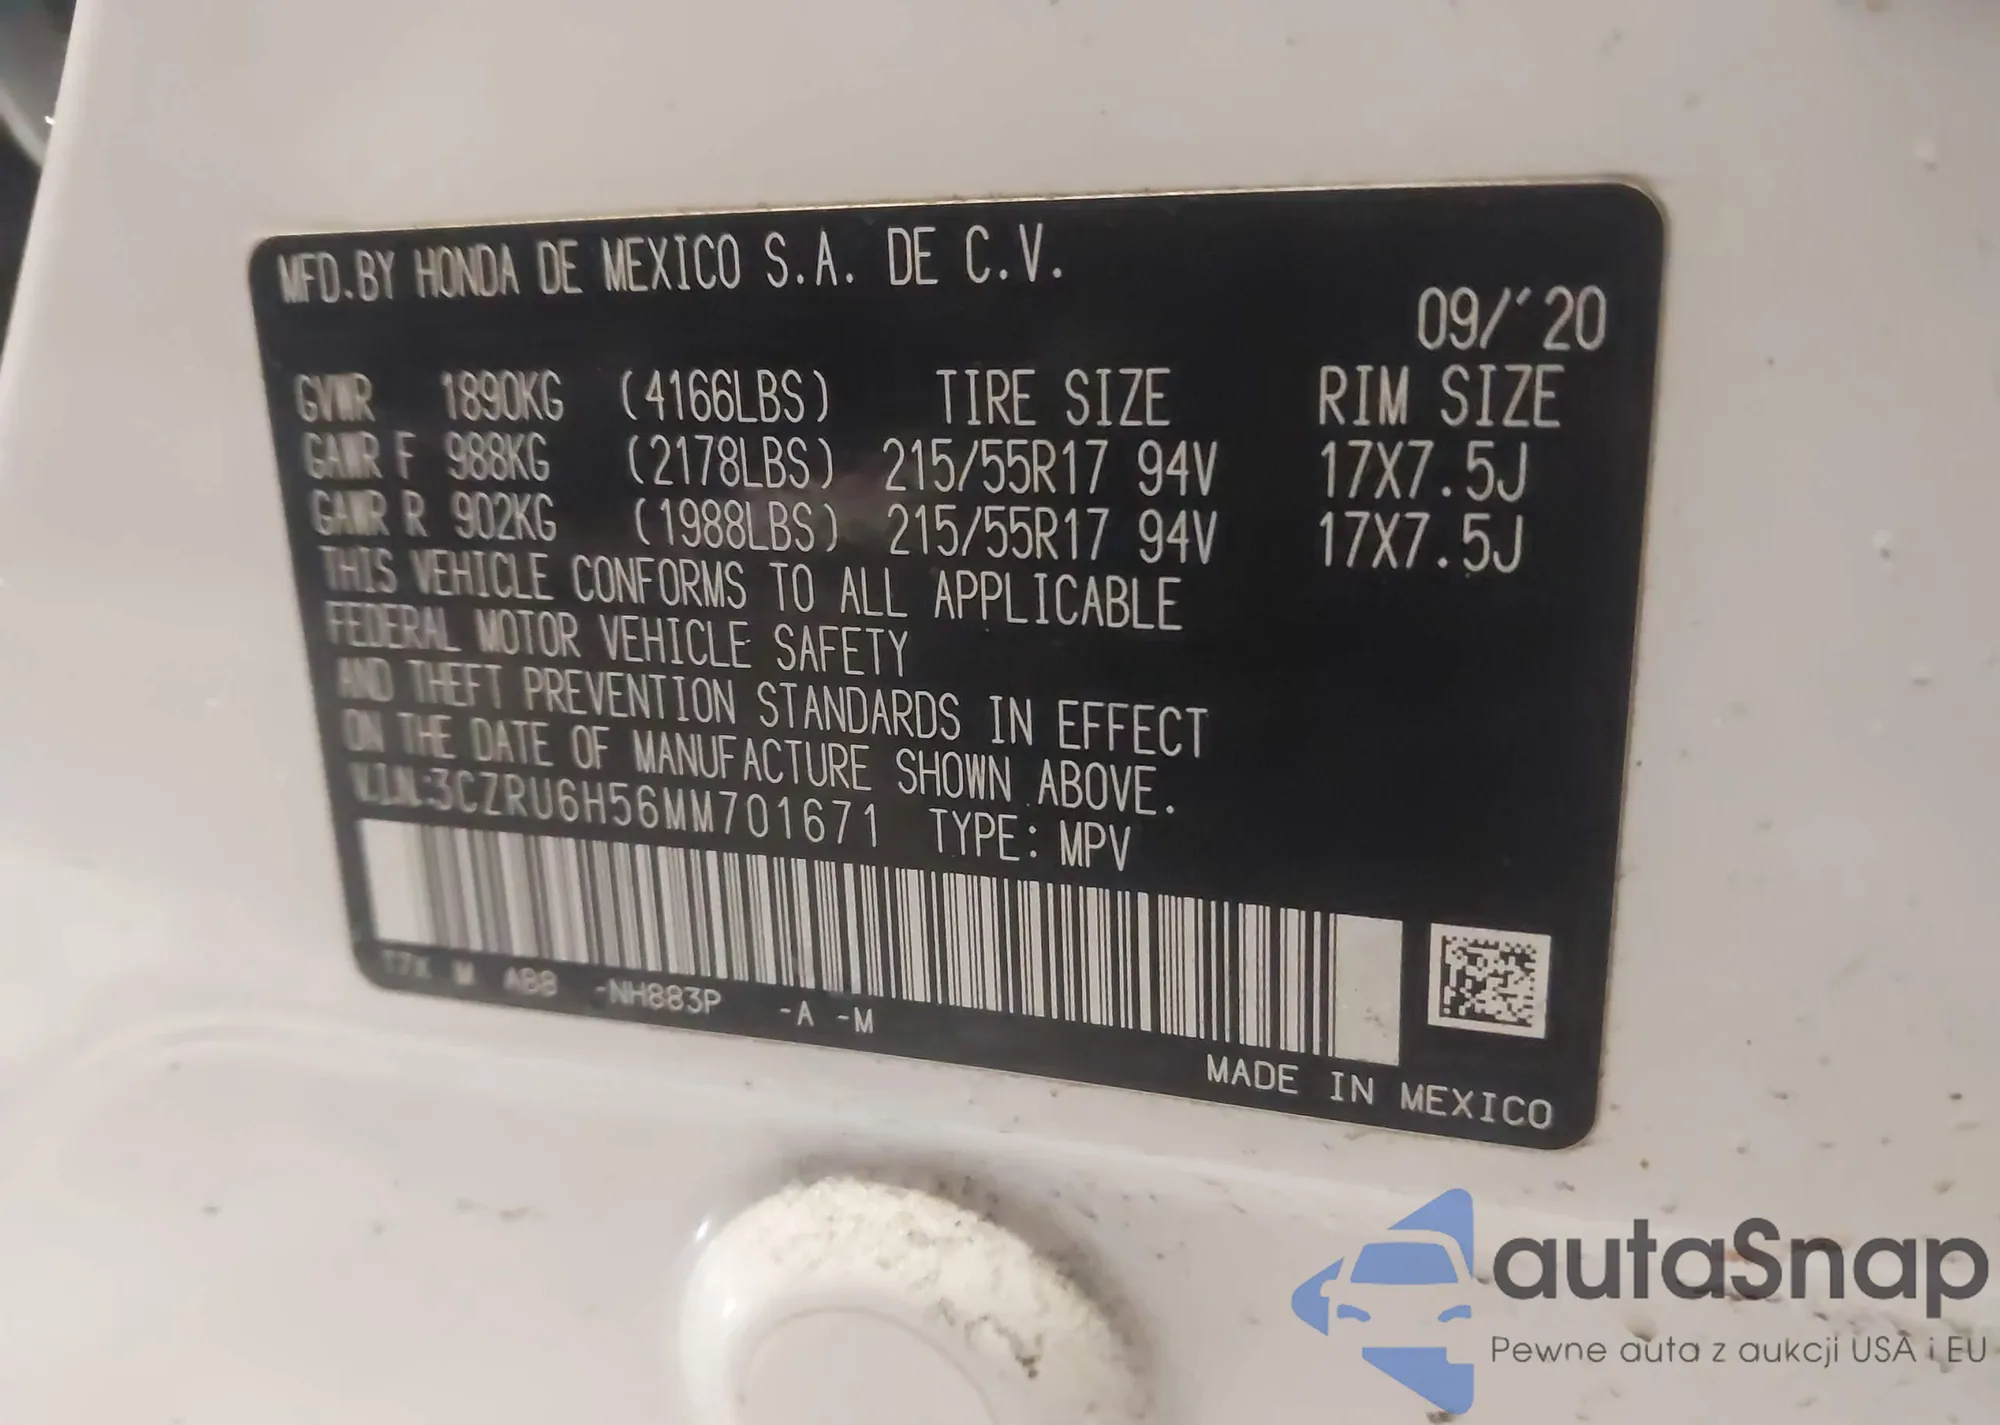 MFD.BY HONDA DE MEXICO S.A. DE C.V.
09/'20
GVWR 1890KG (4166LBS) TIRE SIZE RIM SIZE
GAWR F 988KG (2178LBS) 215/55R17 94V 17X7.5J
GAWR R 902KG (1988LBS) 215/55R17 94V 17X7.5J
THIS VEHICLE CONFORMS TO ALL APPLICABLE
FEDERAL MOTOR VEHICLE SAFETY
AND THEFT PREVENTION STANDARDS IN EFFECT
ON THE DATE OF MANUFACTURE SHOWN ABOVE.
V.I.N.:3CZRU6H56MM701671 TYPE: MPV
T7X M ABB -NH883P -A -M
MADE IN MEXICO
autaSnap
Pewne auta z aukcji USA i EU